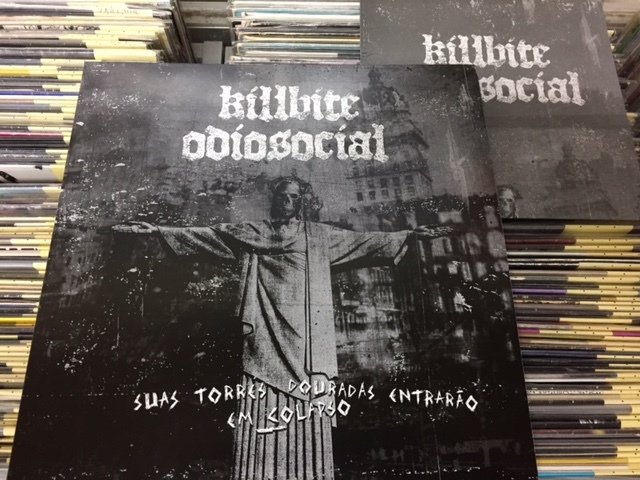 killbite
odiosocial
killbite
social
SUAS TORRES DOURADAS ENTRARÃO
EM COLAPSO